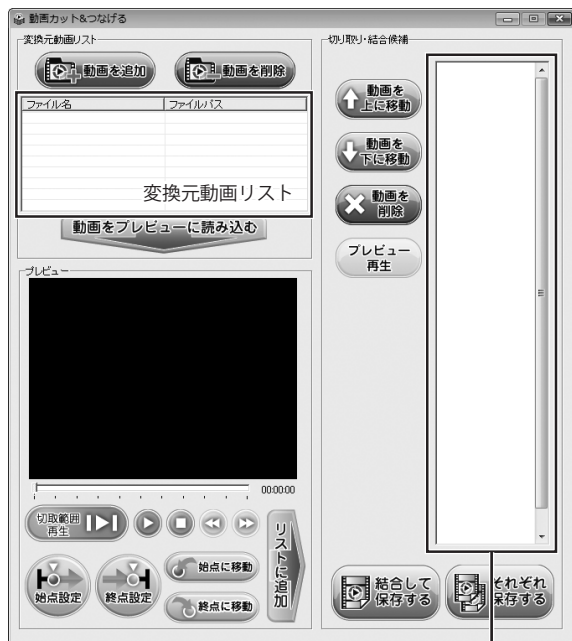 動画カット&つなげる
変換元動画リスト
動画を追加
動画を削除
ファイル名
ファイルパス
変換元動画リスト
動画をプレビューに読み込む
プレビュー
00:00:00
切取範囲
再生
始点設定
終点設定
始点に移動
終点に移動
リストに追加
切り取り・結合候補
動画を
上に移動
動画を
下に移動
動画を
削除
プレビュー
再生
結合して
保存する
それぞれ
保存する